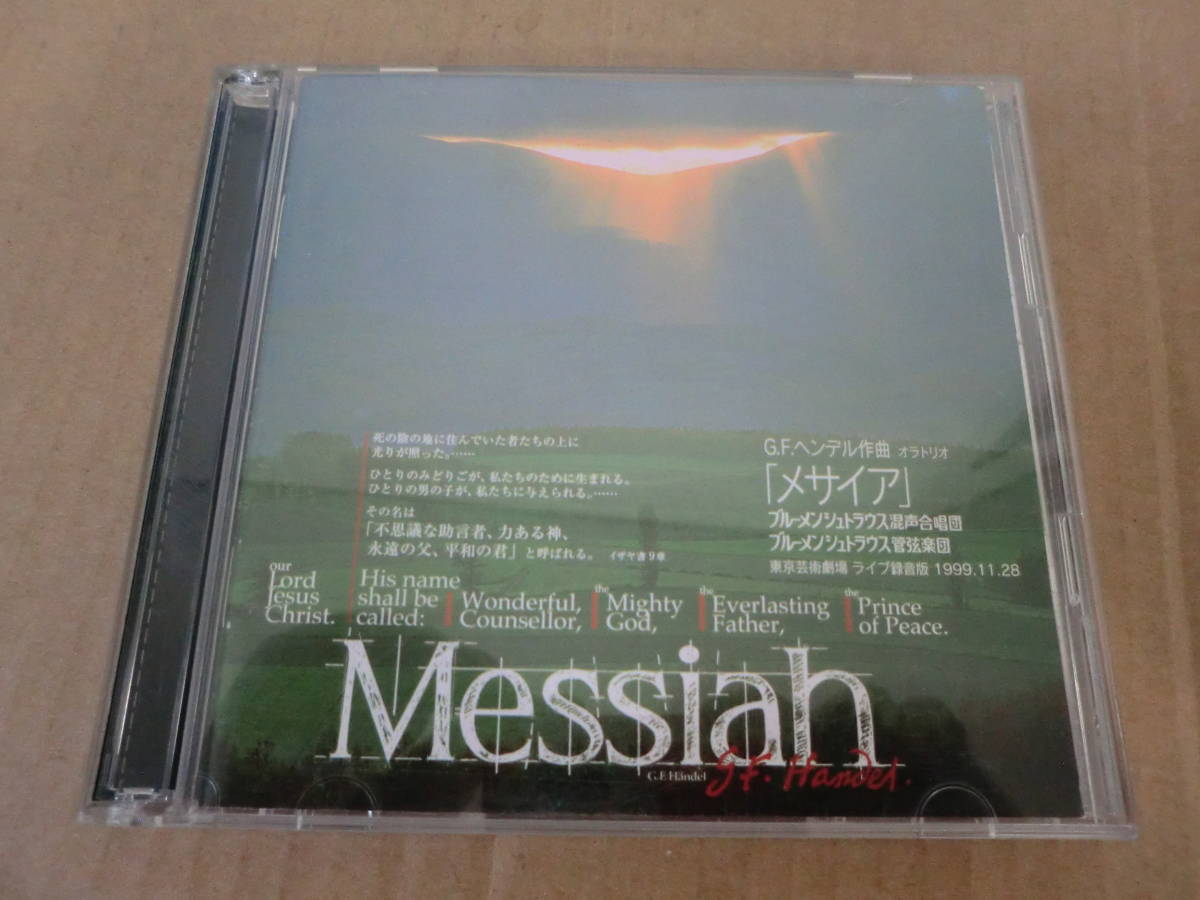 死の陰の地に住んでいた者たちの上に
光りが照った。……
ひとりのみどりごが、私たちのために生まれる。
ひとりの男の子が、私たちに与えられる。……
その名は
「不思議な助言者、力ある神、
永遠の父、平和の君」と呼ばれる。 イザヤ書9章
G.F.ヘンデル作曲 オラトリオ
「メサイア」
ブルーメンシュトラウス混声合唱団
ブルーメンシュトラウス管弦楽団
東京芸術劇場 ライブ録音版 1999.11.28
our
Lord
Jesus
Christ.
His name
shall be
called:
Wonderful,
Counsellor,
the
Mighty
God,
the
Everlasting
Father,
the
Prince
of Peace.
Messiah
G.F.Händel
G.F. Handel.